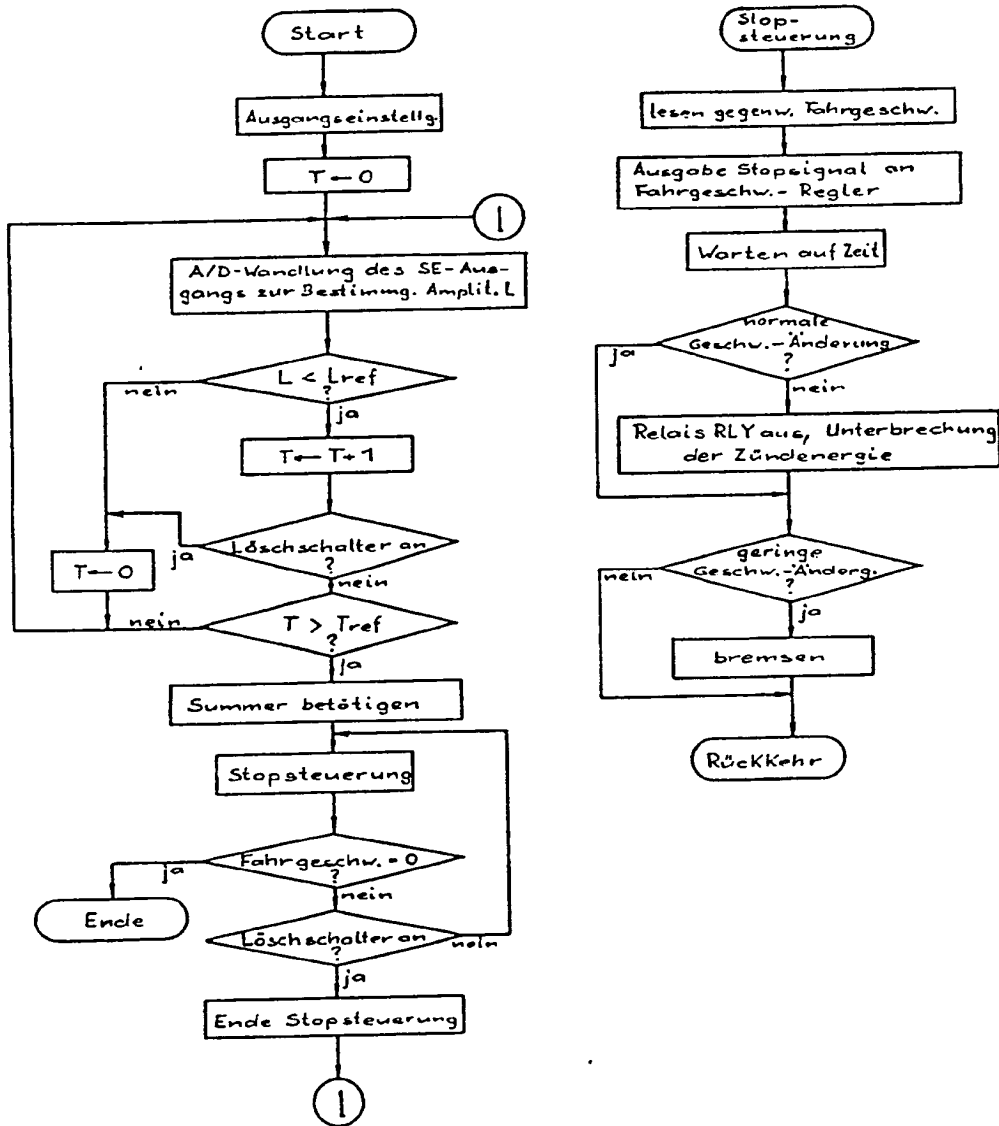 Start
Ausgangseinstellg.
T ← 0
1
A/D-Wandlung des SE-Aus-
gangs zur Bestimmg. Amplit. L
L < Lref
?
nein
ja
T ← T + 1
Löschschalter an
?
ja
nein
T ← 0
T > Tref
?
nein
ja
Summer betätigen
Stopsteuerung
Fahrgeschw. = 0
?
ja
nein
Ende
Löschschalter an
?
nein
ja
Ende Stopsteuerung
1
Stop-
steuerung
lesen gegenw. Fahrgeschw.
Ausgabe Stopsignal an
Fahrgeschw.- Regler
Warten auf Zeit
normale
Geschw.-Änderung
?
ja
nein
Relais RLY aus, Unterbrechung
der Zündenergie
geringe
Geschw.-Änderg.
?
nein
ja
bremsen
Rückkehr